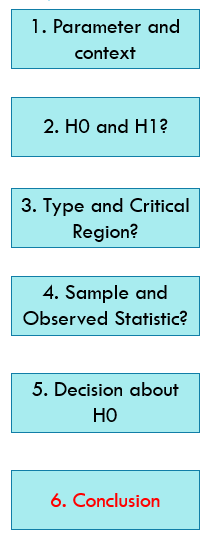 1. Parameter and
context
2. H0 and H1?
3. Type and Critical
Region?
4. Sample and
Observed Statistic?
5. Decision about
H0
6. Conclusion